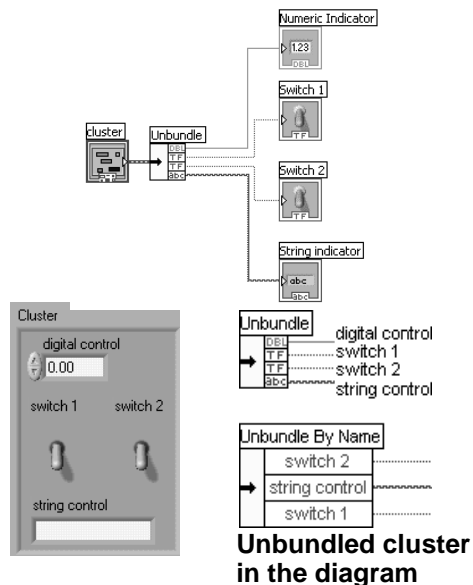 Numeric Indicator
1.23
DBL
Switch 1
TF
cluster
Unbundle
DBL
TF
TF
abc
Switch 2
TF
String indicator
abc
abc
Cluster
digital control
0.00
switch 1 switch 2
string control
Unbundle
DBL digital control
TF switch 1
TF switch 2
abc string control
Unbundle By Name
switch 2
string control
switch 1
Unbundled cluster
in the diagram